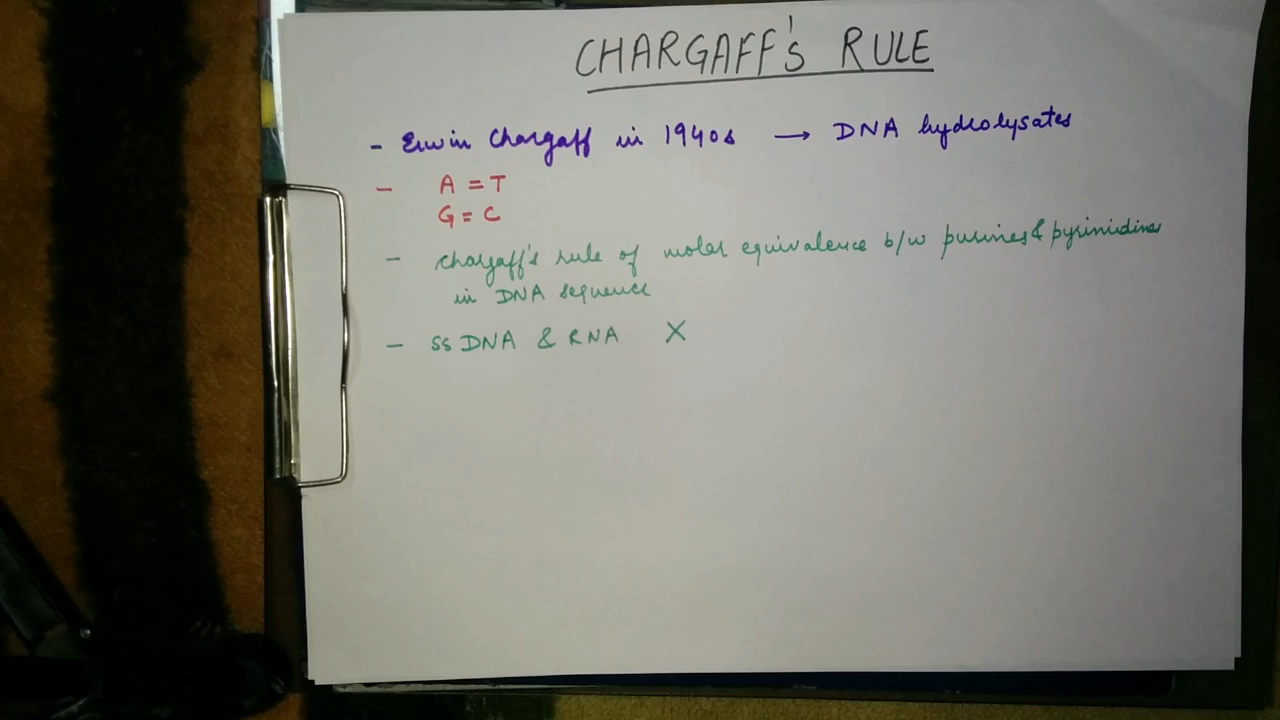 CHARGAFF's RULE
- Erwin Chargaff in 1940s → DNA hydrolysates
- A = T
G = C
- Chargaff's rule of molar equivalence b/w purines & pyrimidines
in DNA sequence
- ss DNA & RNA X